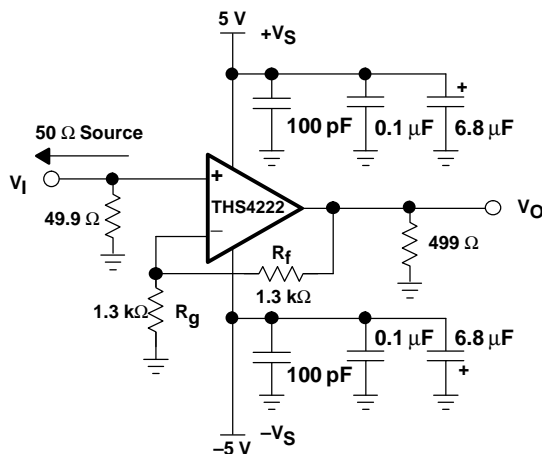 5 V
+VS
+
100 pF
0.1 μF
6.8 μF
50 Ω Source
VI
+
THS4222
VO
49.9 Ω
–
Rf
499 Ω
1.3 kΩ
1.3 kΩ
Rg
0.1 μF
6.8 μF
100 pF
+
–5 V
–VS